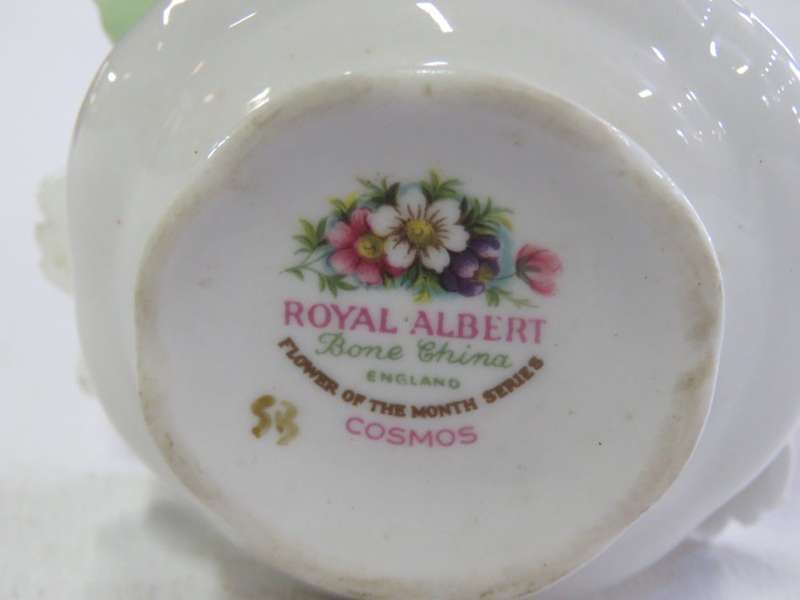 ROYAL ALBERT
Bone China
ENGLAND
FLOWER OF THE MONTH SERIES
COSMOS
SB